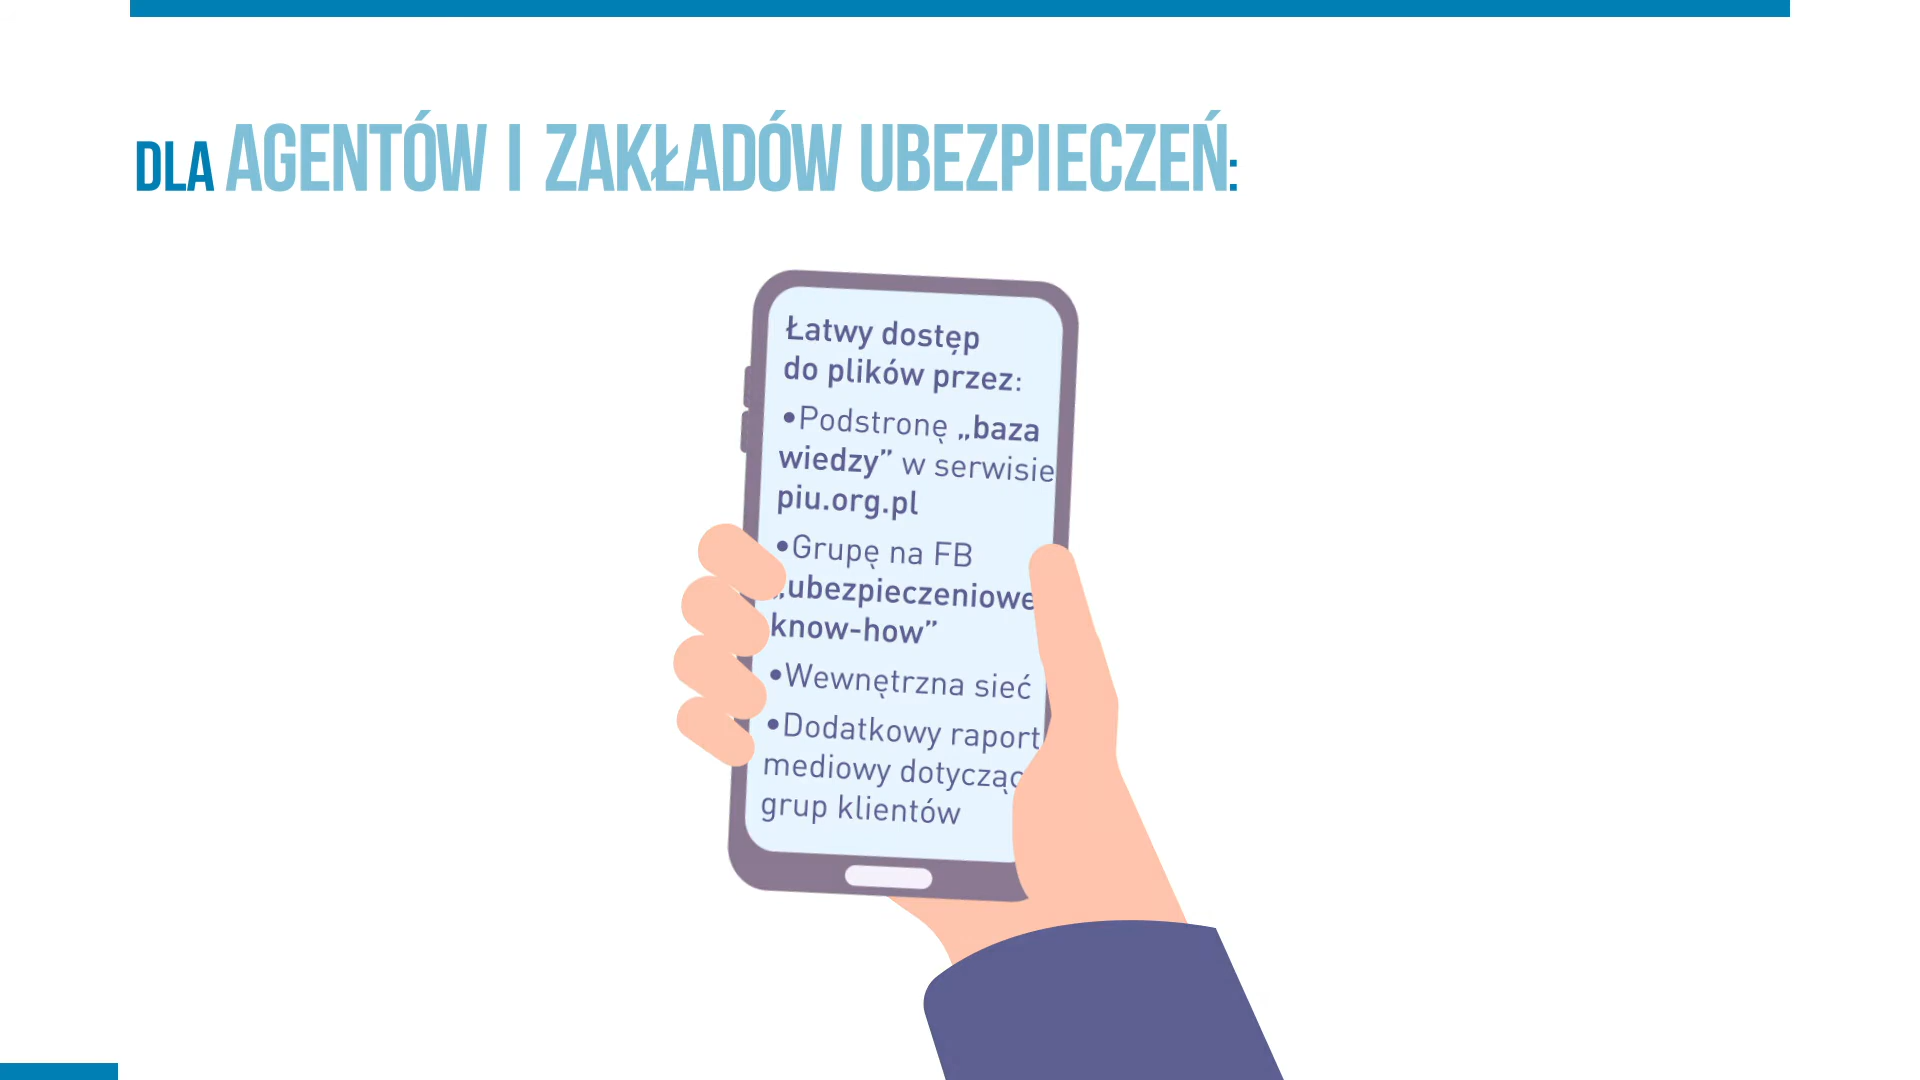 DLA AGENTÓW I ZAKŁADÓW UBEZPIECZEŃ:
Łatwy dostęp
do plików przez:
•Podstronę „baza
wiedzy” w serwisie
piu.org.pl
•Grupę na FB
„ubezpieczeniowe
know-how”
•Wewnętrzna sieć
•Dodatkowy raport
mediowy
grup klientów